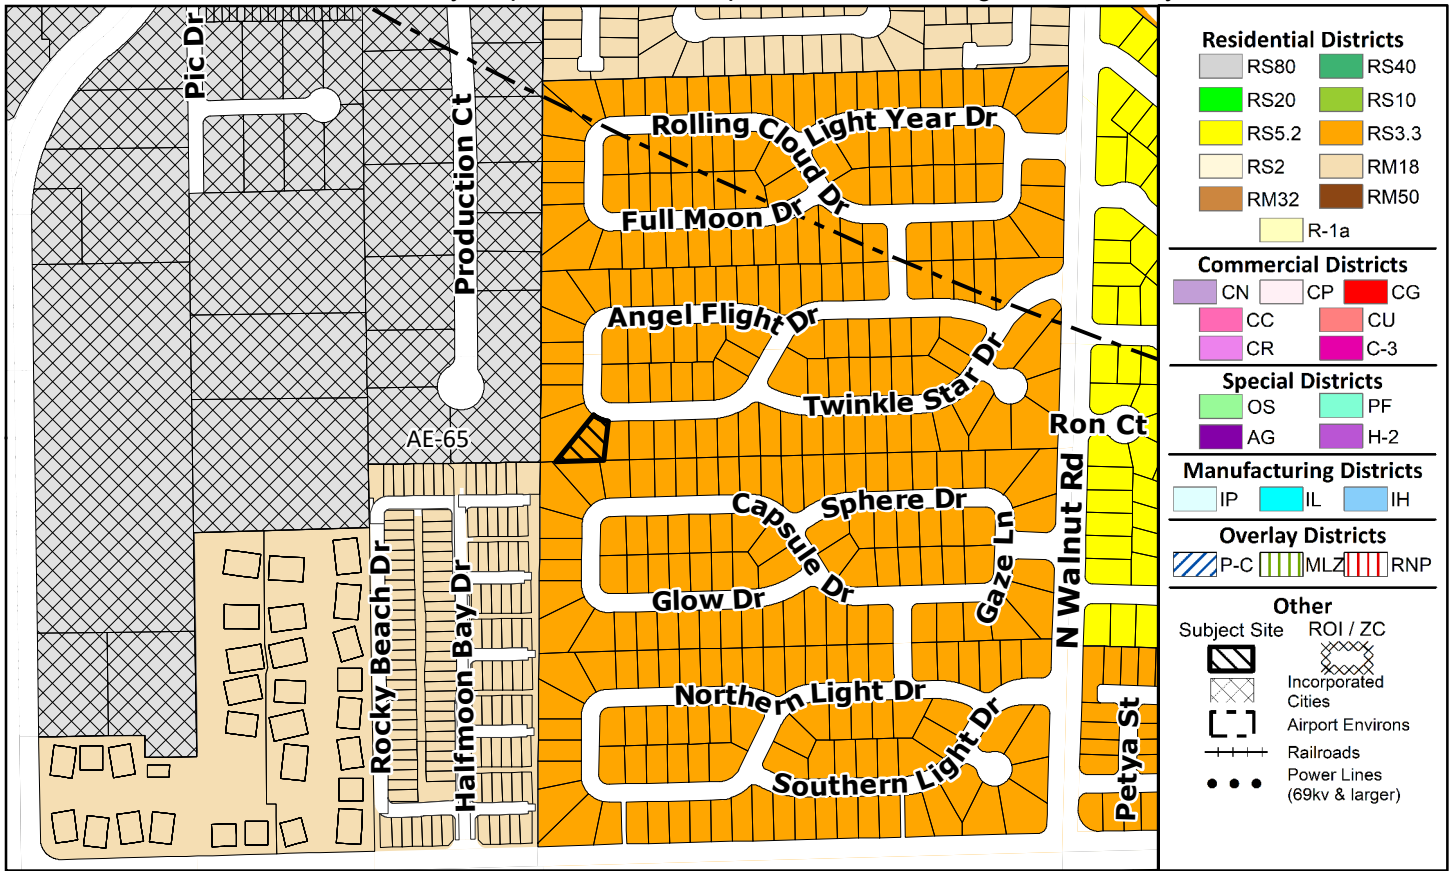 Pic Dr
Production Ct
Rolling Cloud Dr
Light Year Dr
Full Moon Dr
Angel Flight Dr
Twinkle Star Dr
AE-65
Ron Ct
N Walnut Rd
Capsule Dr
Sphere Dr
Gaze Ln
Glow Dr
Rocky Beach Dr
Halfmoon Bay Dr
Northern Light Dr
Southern Light Dr
Petya St
Residential Districts
RS80 RS40
RS20 RS10
RS5.2 RS3.3
RS2 RM18
RM32 RM50
R-1a
Commercial Districts
CN CP CG
CC CU
CR C-3
Special Districts
OS PF
AG H-2
Manufacturing Districts
IP IL IH
Overlay Districts
P-C MLZ RNP
Other
Subject Site ROI / ZC
Incorporated
Cities
Airport Environs
Railroads
Power Lines
(69kv & larger)